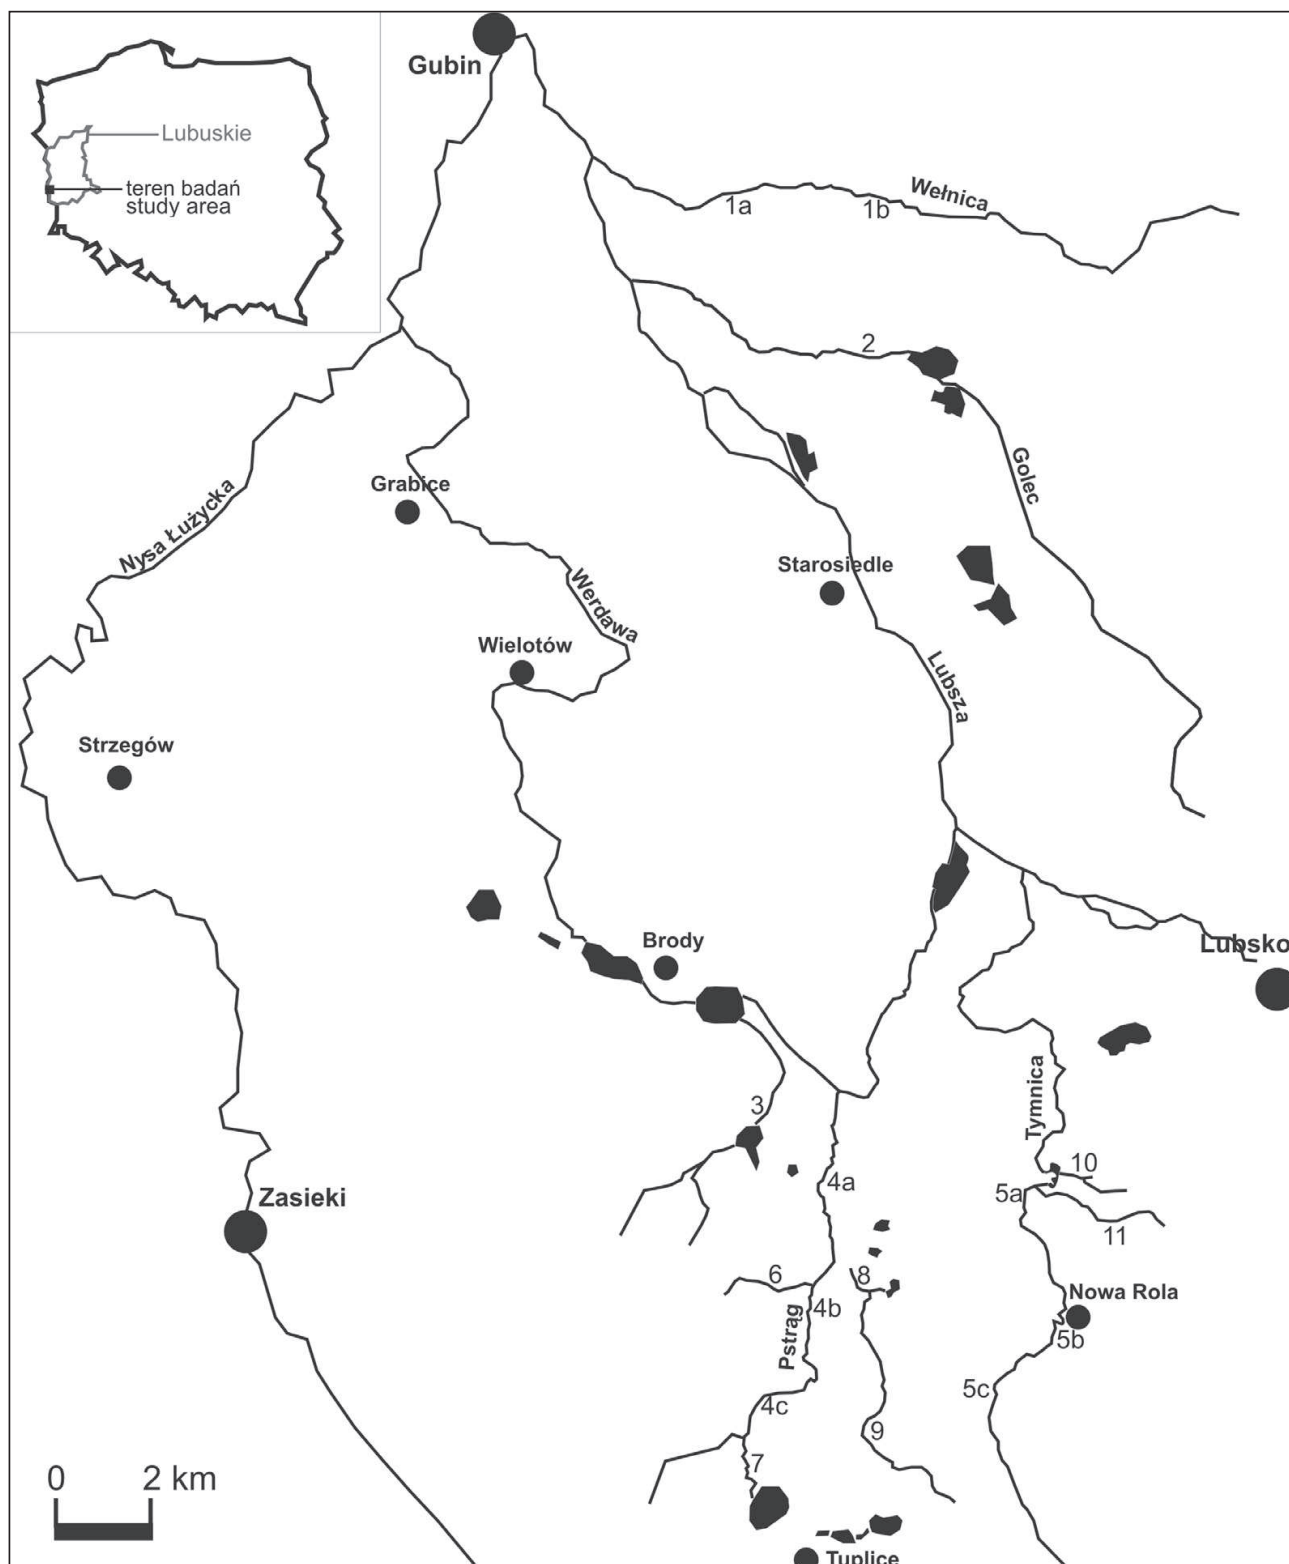 Gubin
Lubuskie
teren badań
study area
Wełnica
1a
1b
2
Golec
Nysa Łużycka
Grabice
Werdawa
Starosiedle
Wielotów
Lubsza
Strzegów
Brody
Lubsko
Tymnica
3
4a
10
5a
11
Zasieki
6
8
4b
Nowa Rola
5b
Pstrąg
5c
4c
9
7
0 2 km
Tuplice